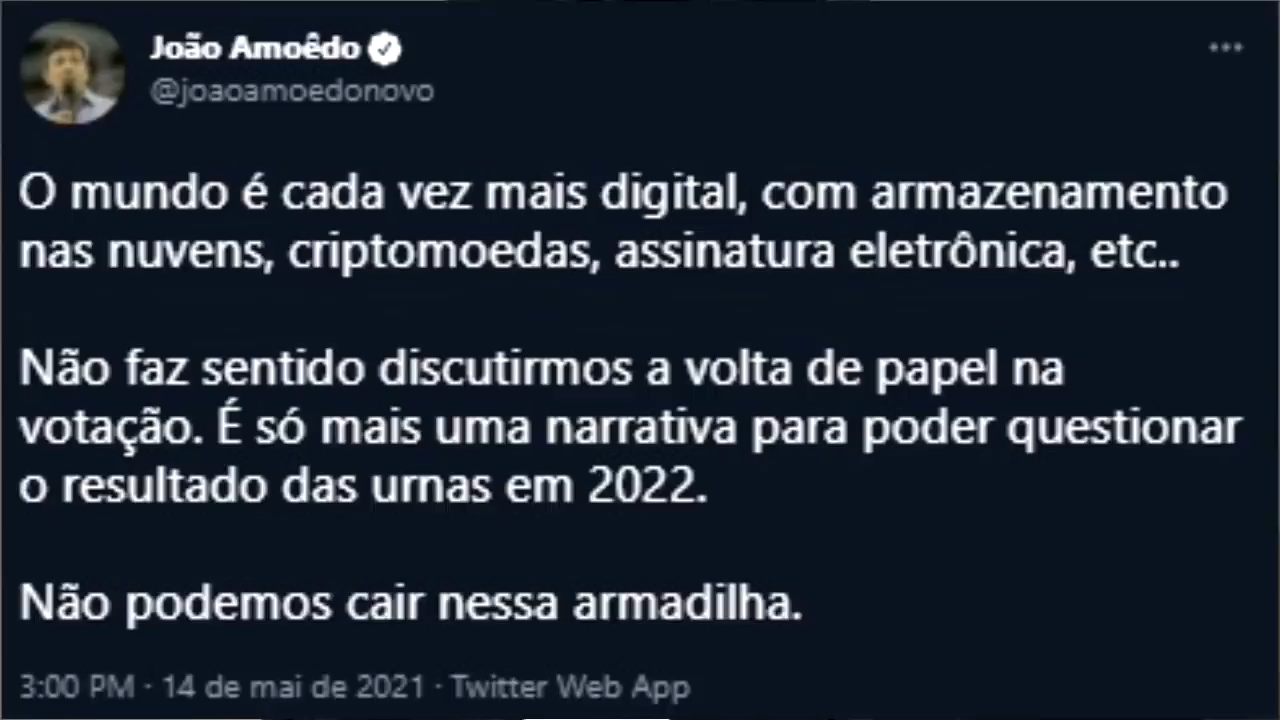 João Amoêdo
@joaoamoedonovo
O mundo é cada vez mais digital, com armazenamento
nas nuvens, criptomoedas, assinatura eletrônica, etc..
Não faz sentido discutirmos a volta de papel na
votação. É só mais uma narrativa para poder questionar
o resultado das urnas em 2022.
Não podemos cair nessa armadilha.
3:00 PM · 14 de mai de 2021 · Twitter Web App